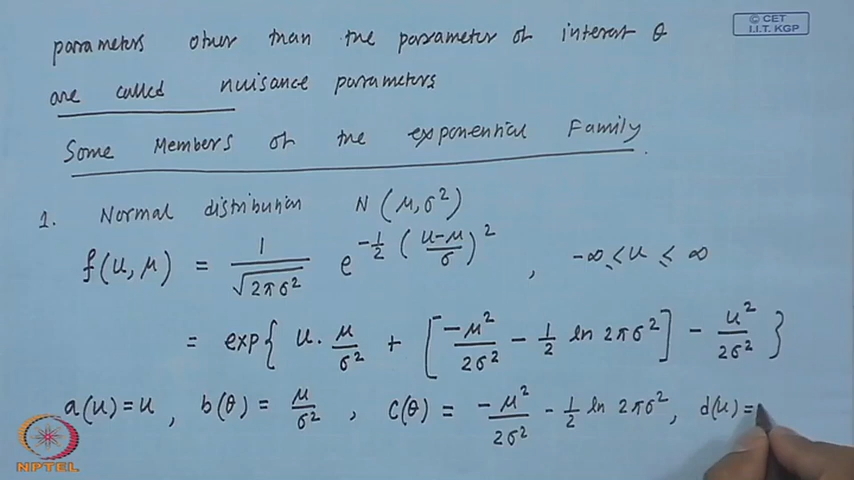 © CET
I.I.T. KGP
parameters other than the parameter of interest θ
are called nuisance parameters
Some Members of the exponential Family.
1. Normal distribution N(μ,σ²)
f(u,μ) = 1/√(2πσ²) e^{-1/2 ((u-μ)/σ)²} , -∞ ≤ u ≤ ∞
= exp{ u · μ/σ² + [-μ²/2σ² - 1/2 ln 2πσ²] - u²/2σ² }
a(u)=u , b(θ) = μ/σ² , c(θ) = -μ²/2σ² - 1/2 ln 2πσ², d(u)=
NPTEL